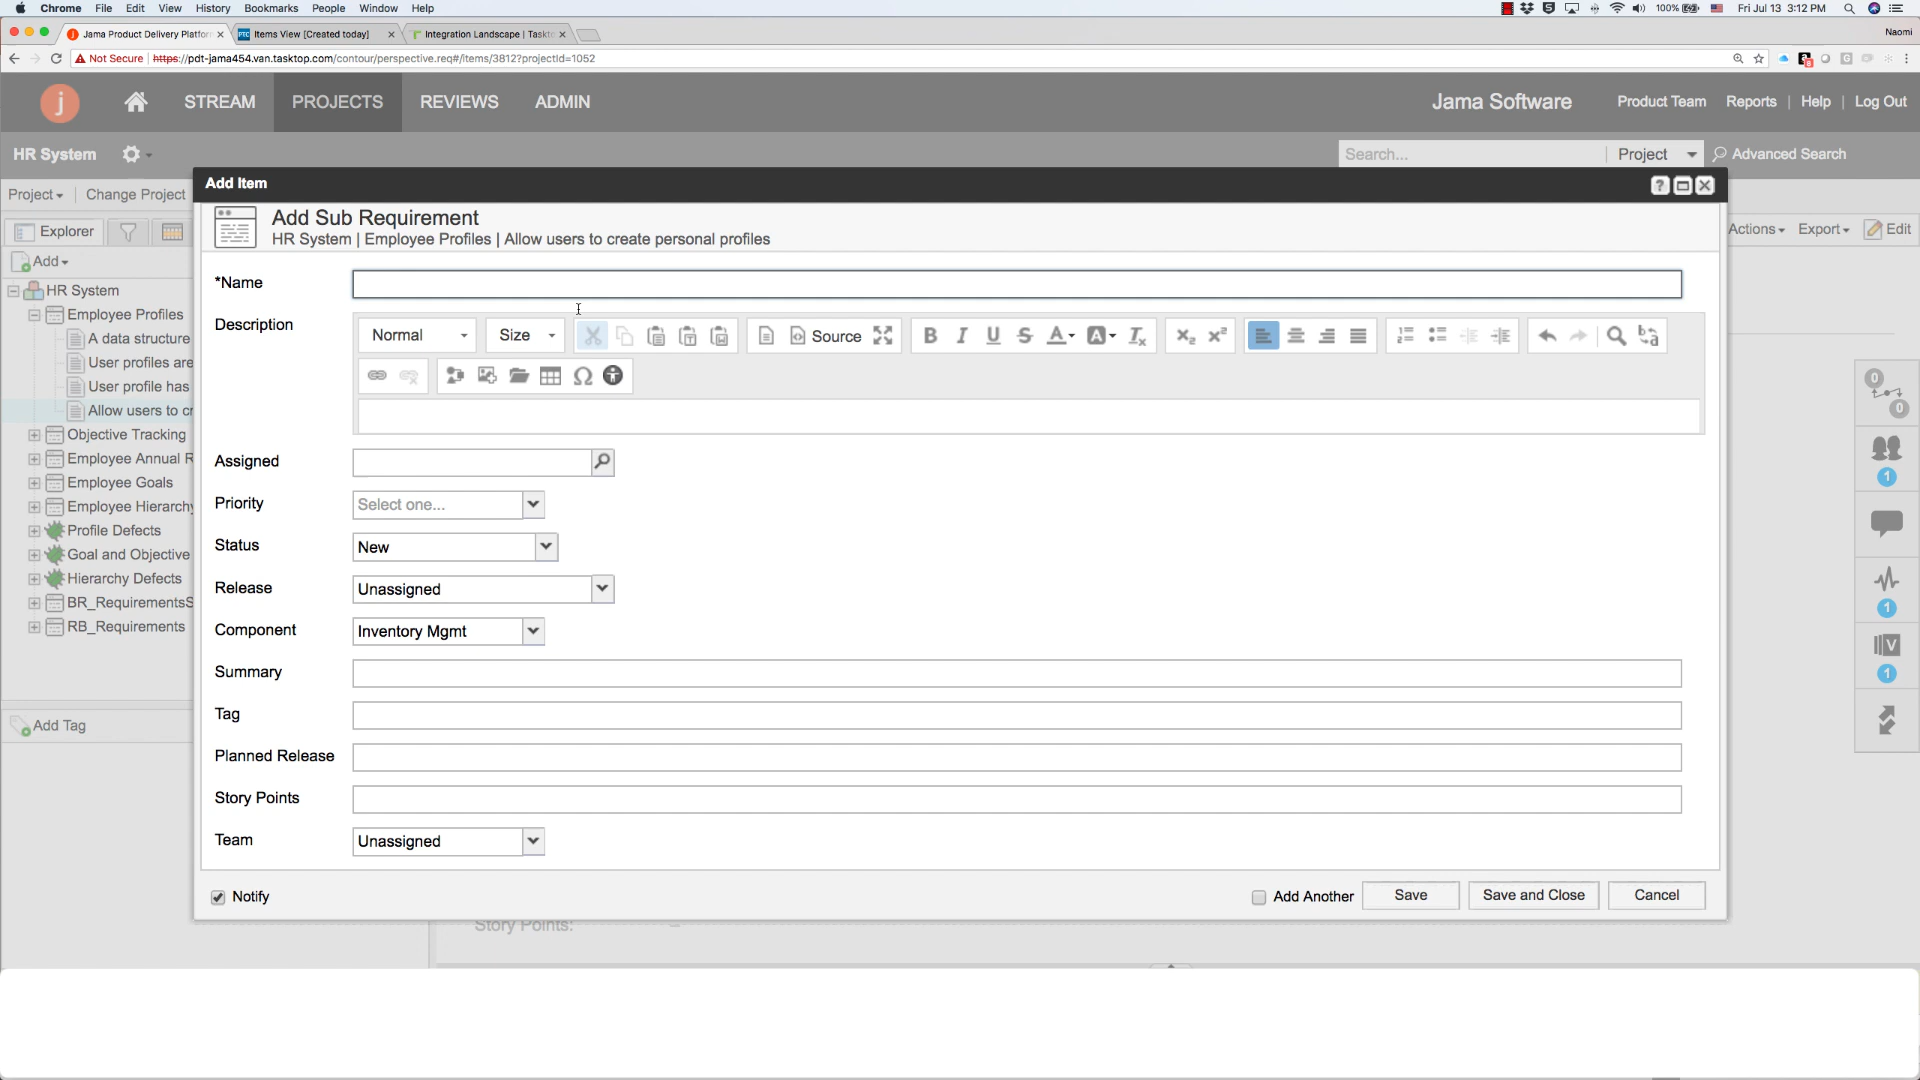 Chrome File Edit View History Bookmarks People Window Help 100% Fri Jul 13 3:12 PM
Jama Product Delivery Platfor Items View [Created today] Integration Landscape | Taskto Naomi
Not Secure https://pdt-jama454.van.tasktop.com/contour/perspective.req#/items/3812?projectId=1052
j STREAM PROJECTS REVIEWS ADMIN Jama Software Product Team Reports | Help | Log Out
HR System Search... Project Advanced Search
Project Change Project Add Item
Explorer Add Sub Requirement Actions Export Edit
HR System | Employee Profiles | Allow users to create personal profiles
Add
HR System *Name
Employee Profiles Description Normal Size Source
A data structure
User profiles are
User profile has
Allow users to cr
Objective Tracking
Employee Annual R Assigned
Employee Goals
Employee Hierarchy Priority Select one...
Profile Defects
Goal and Objective Status New
Hierarchy Defects Release Unassigned
BR_RequirementsS
RB_Requirements Component Inventory Mgmt
Summary
Tag
Add Tag
Planned Release
Story Points
Team Unassigned
Notify Add Another Save Save and Close Cancel
Story Points:
0
0
1
1
1